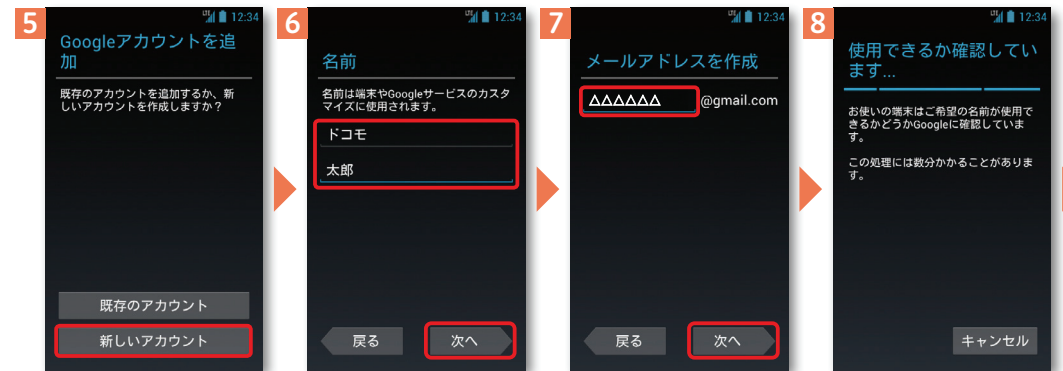 5
LTE 12:34
Googleアカウントを追
加
既存のアカウントを追加するか、新
しいアカウントを作成しますか？
既存のアカウント
新しいアカウント
6
LTE 12:34
名前
名前は端末やGoogleサービスのカスタ
マイズに使用されます。
ドコモ
太郎
戻る
次へ
7
LTE 12:34
メールアドレスを作成
△△△△△△ @gmail.com
戻る
次へ
8
LTE 12:34
使用できるか確認してい
ます...
お使いの端末はご希望の名前が使用で
きるかどうかGoogleに確認していま
す。
この処理には数分かかることがありま
す。
キャンセル